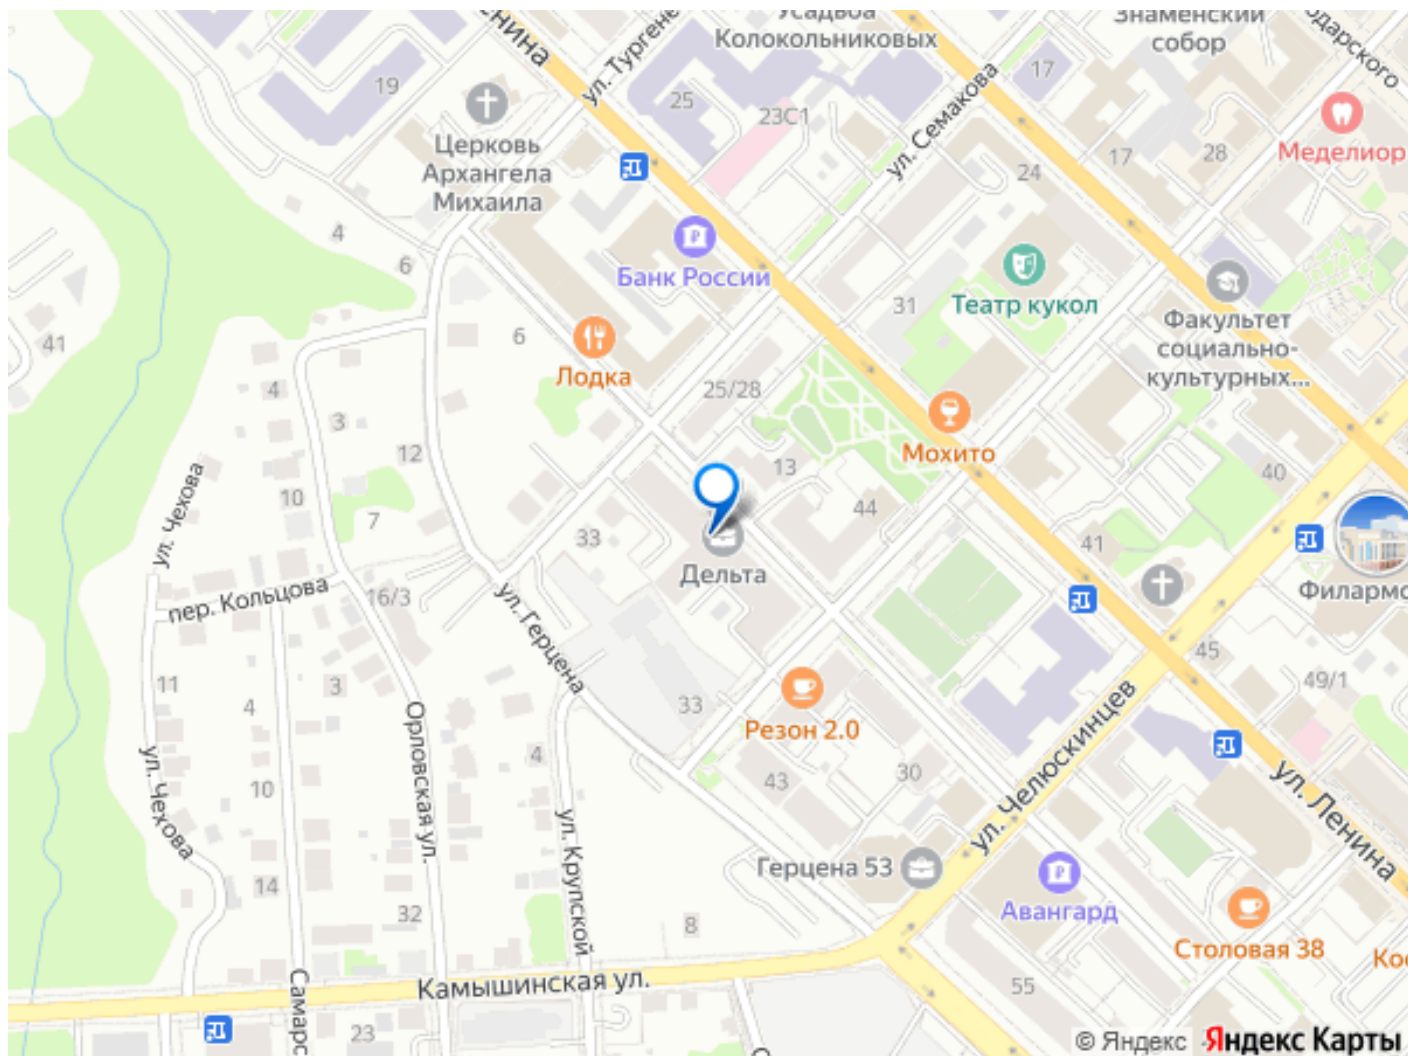 Усадьба
Колокольниковых
Знаменский
собор
ул. Тургене
19
25
23С1
17
ул. Семакова
Церковь
Архангела
Михаила
24
17
28
Меделиор
4
6
Банк России
31
Театр кукол
Факультет
социально-
культурных...
41
6
Лодка
25/28
4
3
12
13
Мохито
40
ул. Чехова
10
7
33
44
41
Дельта
пер. Кольцова
16/3
ул. Герцена
Филармо
45
49/1
11
3
4
33
Резон 2.0
ул. Челюскинцев
Орловская ул.
4
43
30
ул. Ленина
10
ул. Чехова
ул. Крупской
Герцена 53
Авангард
14
32
8
Столовая 38
Самарс
Камышинская ул.
55
23
© Яндекс
Яндекс Карты